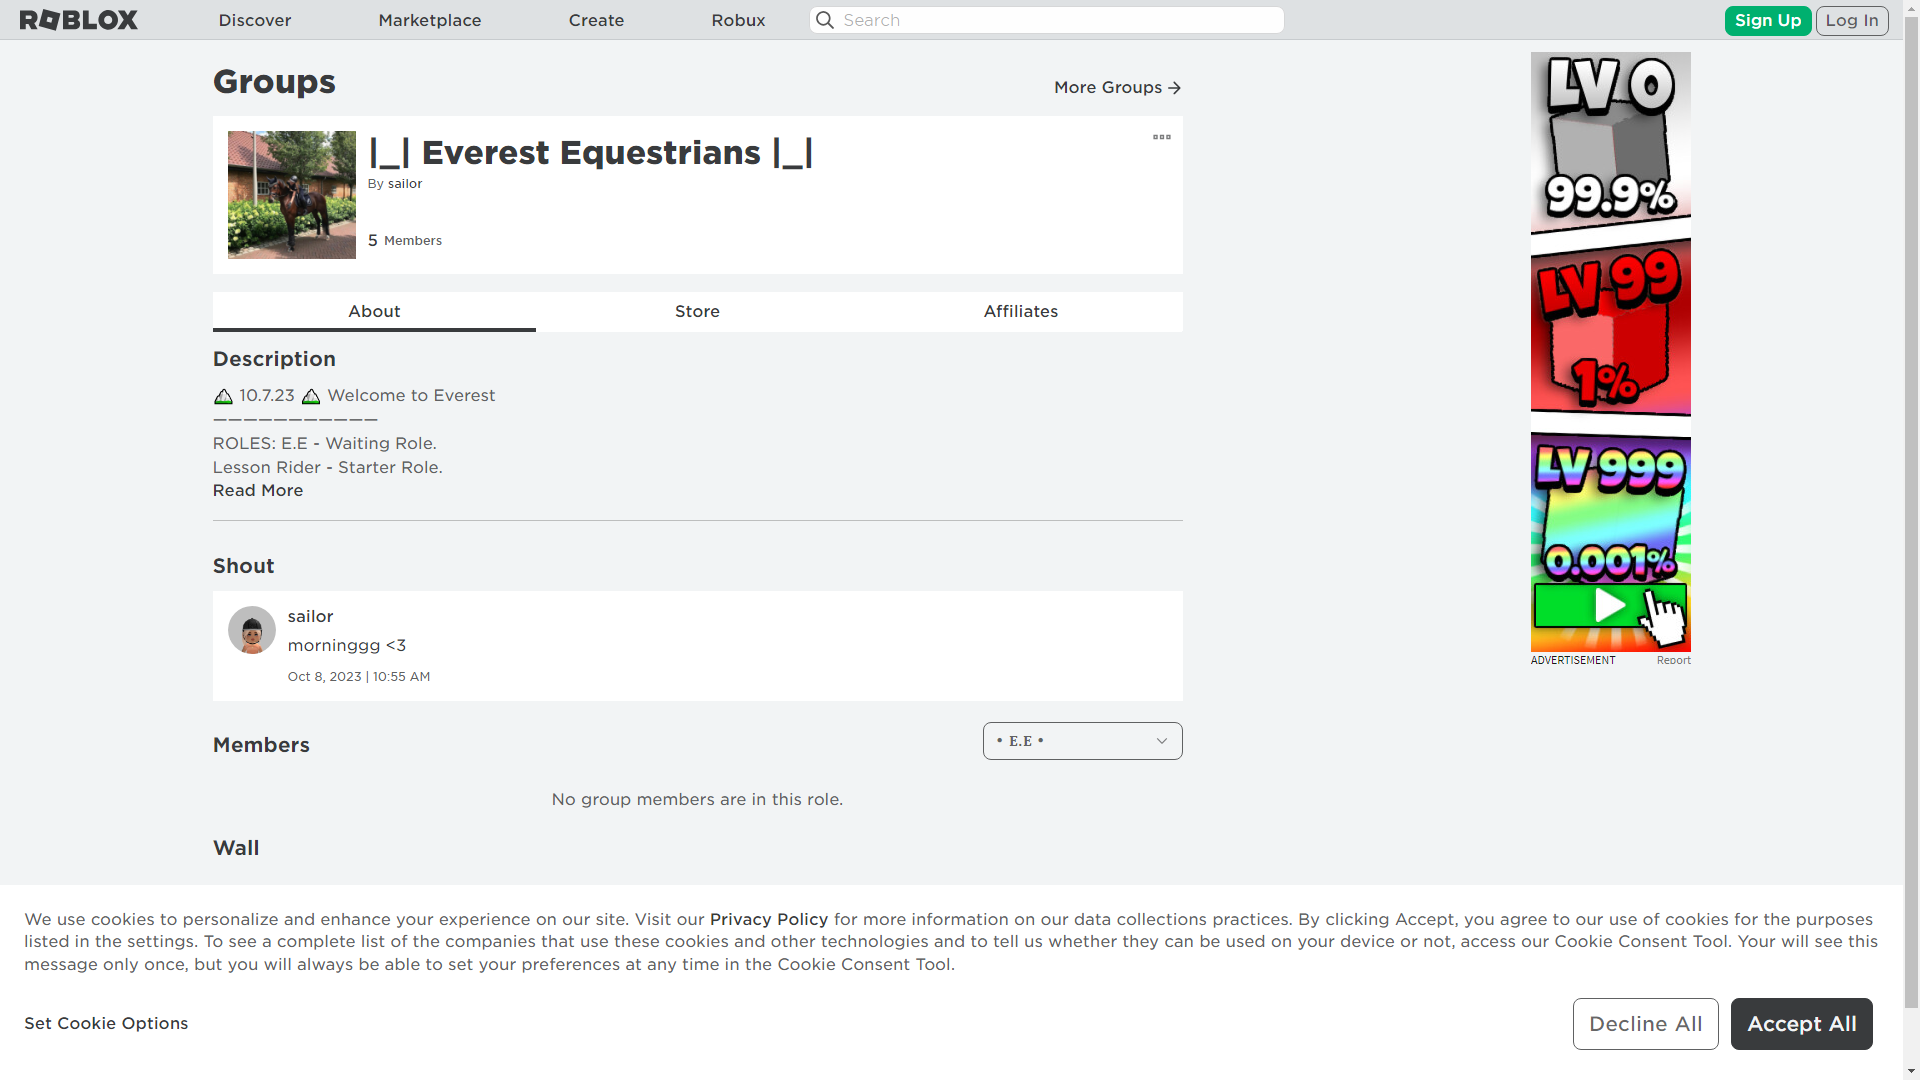 ROBLOX
Discover
Marketplace
Create
Robux
Search
Sign Up
Log In
Groups
More Groups
|_| Everest Equestrians |_|
By sailor
5 Members
About
Store
Affiliates
Description
10.7.23 Welcome to Everest
———————————
ROLES: E.E - Waiting Role.
Lesson Rider - Starter Role.
Read More
Shout
sailor
morninggg <3
Oct 8, 2023 | 10:55 AM
Members
• E.E •
No group members are in this role.
Wall
LV 0
99.9%
LV 99
1%
LV 999
0.001%
ADVERTISEMENT
Report
We use cookies to personalize and enhance your experience on our site. Visit our Privacy Policy for more information on our data collections practices. By clicking Accept, you agree to our use of cookies for the purposes
listed in the settings. To see a complete list of the companies that use these cookies and other technologies and to tell us whether they can be used on your device or not, access our Cookie Consent Tool. Your will see this
message only once, but you will always be able to set your preferences at any time in the Cookie Consent Tool.
Set Cookie Options
Decline All
Accept All